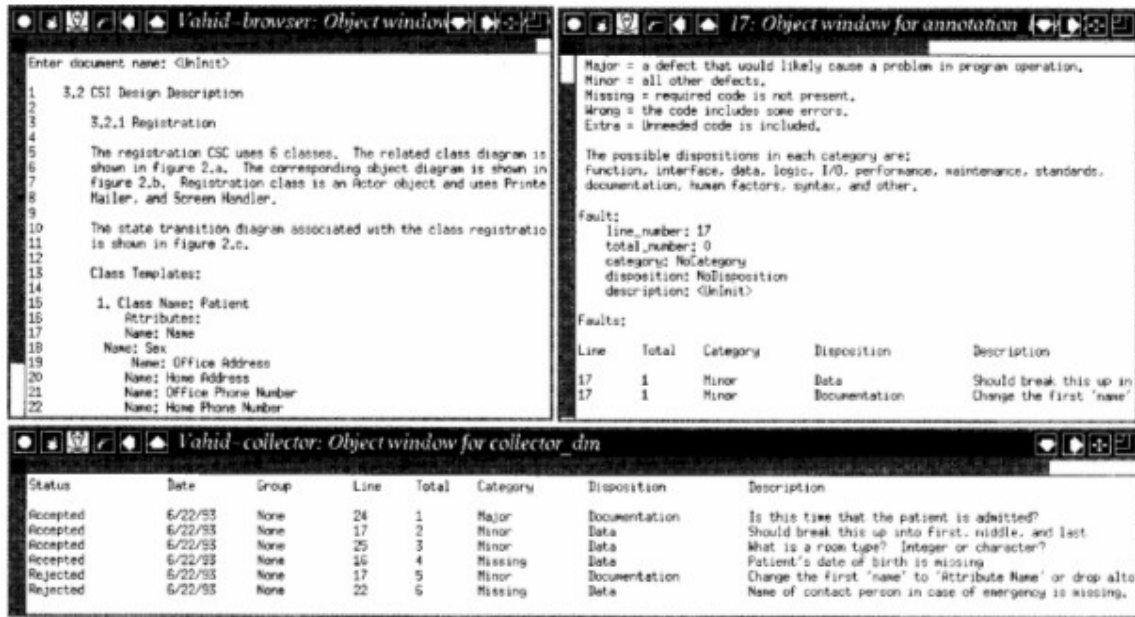 Vahid-browser: Object window
Enter document name: <UnInit>
1 3.2 CSI Design Description
2
3 3.2.1 Registration
4
5 The registration CSC uses 6 classes. The related class diagram is
6 shown in figure 2.a. The corresponding object diagram is shown in
7 figure 2.b. Registration class is an Actor object and uses Printe
8 Mailer, and Screen Handler.
9
10 The state transition diagram associated with the class registratio
11 is shown in figure 2.c.
12
13 Class Templates:
14
15 1. Class Name: Patient
16 Attributes:
17 Name: Name
18 Name: Sex
19 Name: Office Address
20 Name: Home Address
21 Name: Office Phone Number
22 Name: Home Phone Number
17: Object window for annotation
Major = a defect that would likely cause a problem in program operation.
Minor = all other defects.
Missing = required code is not present.
Wrong = the code includes some errors.
Extra = Unneeded code is included.
The possible dispositions in each category are:
Function, interface, data, logic, I/O, performance, maintenance, standards,
documentation, human factors, syntax, and other.
Fault:
line_number: 17
total_number: 0
category: NoCategory
disposition: NoDisposition
description: <UnInit>
Faults:
Line Total Category Disposition Description
17 1 Minor Data Should break this up in
17 1 Minor Documentation Change the first 'name'
Vahid-collector: Object window for collector_dm
Status Date Group Line Total Category Disposition Description
Accepted 6/22/93 None 24 1 Major Documentation Is this time that the patient is admitted?
Accepted 6/22/93 None 17 2 Minor Data Should break this up into first, middle, and last
Accepted 6/22/93 None 25 3 Minor Data What is a room type? Integer or character?
Accepted 6/22/93 None 16 4 Missing Data Patient's date of birth is missing
Rejected 6/22/93 None 17 5 Minor Documentation Change the first 'name' to 'Attribute Name' or drop alto
Rejected 6/22/93 None 22 6 Missing Data Name of contact person in case of emergency is missing.